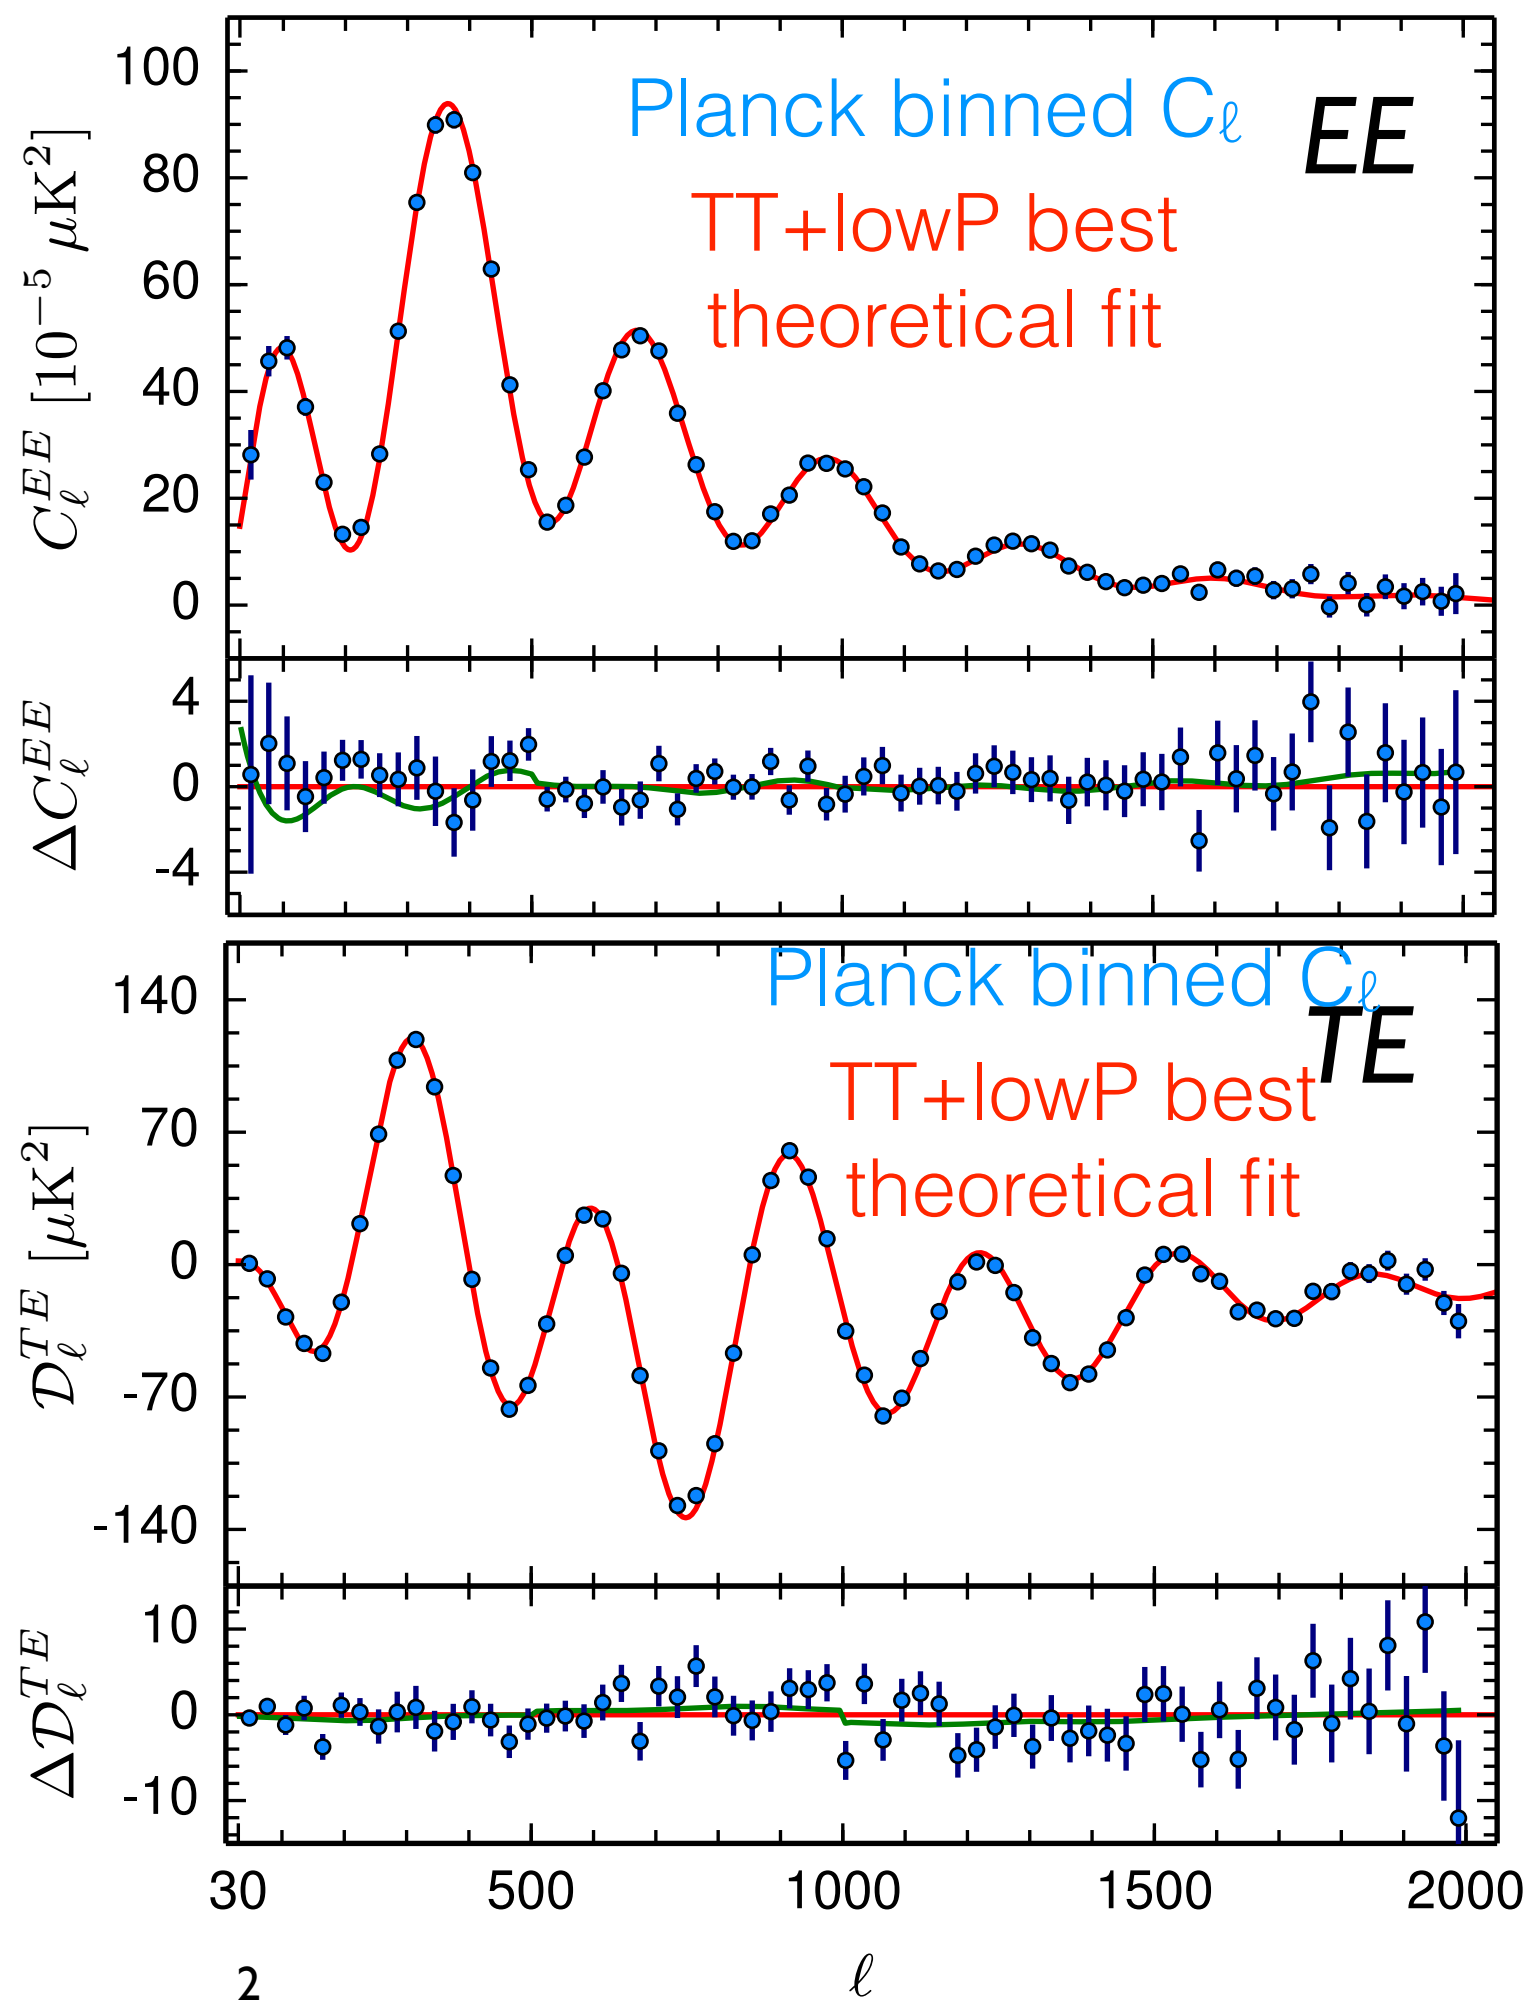 100
80
60
40
20
0
C_ℓ^{EE} [10^{-5} μK^2]
Planck binned C_ℓ
EE
TT+lowP best
theoretical fit
4
0
-4
ΔC_ℓ^{EE}
140
70
0
-70
-140
D_ℓ^{TE} [μK^2]
Planck binned C_ℓ
TE
TT+lowP best
theoretical fit
10
0
-10
ΔD_ℓ^{TE}
30 500 1000 1500 2000
2 ℓ